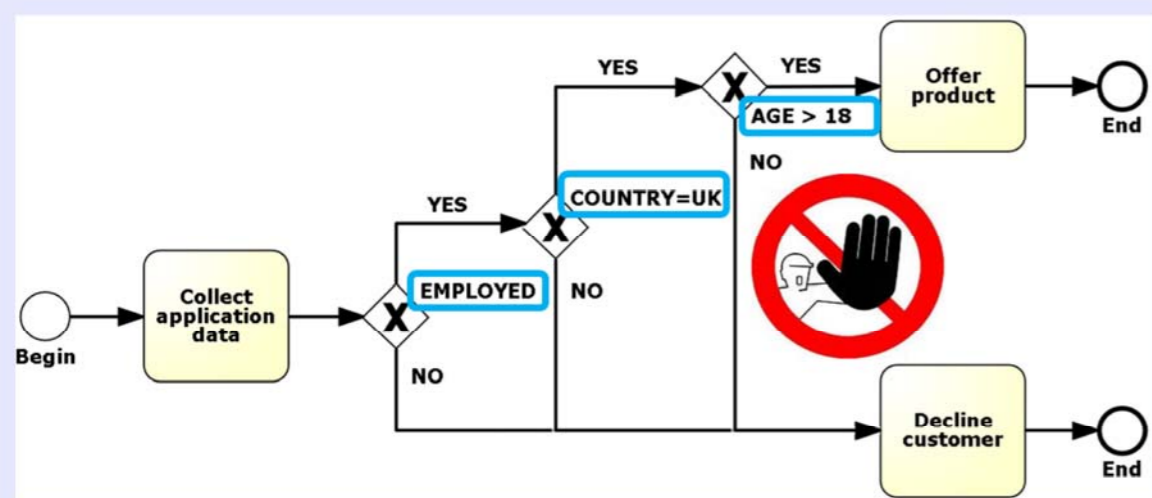 YES
YES
Offer
product
AGE > 18
End
NO
YES
COUNTRY=UK
Collect
application
data
EMPLOYED
NO
Begin
NO
Decline
customer
End
X
X
X